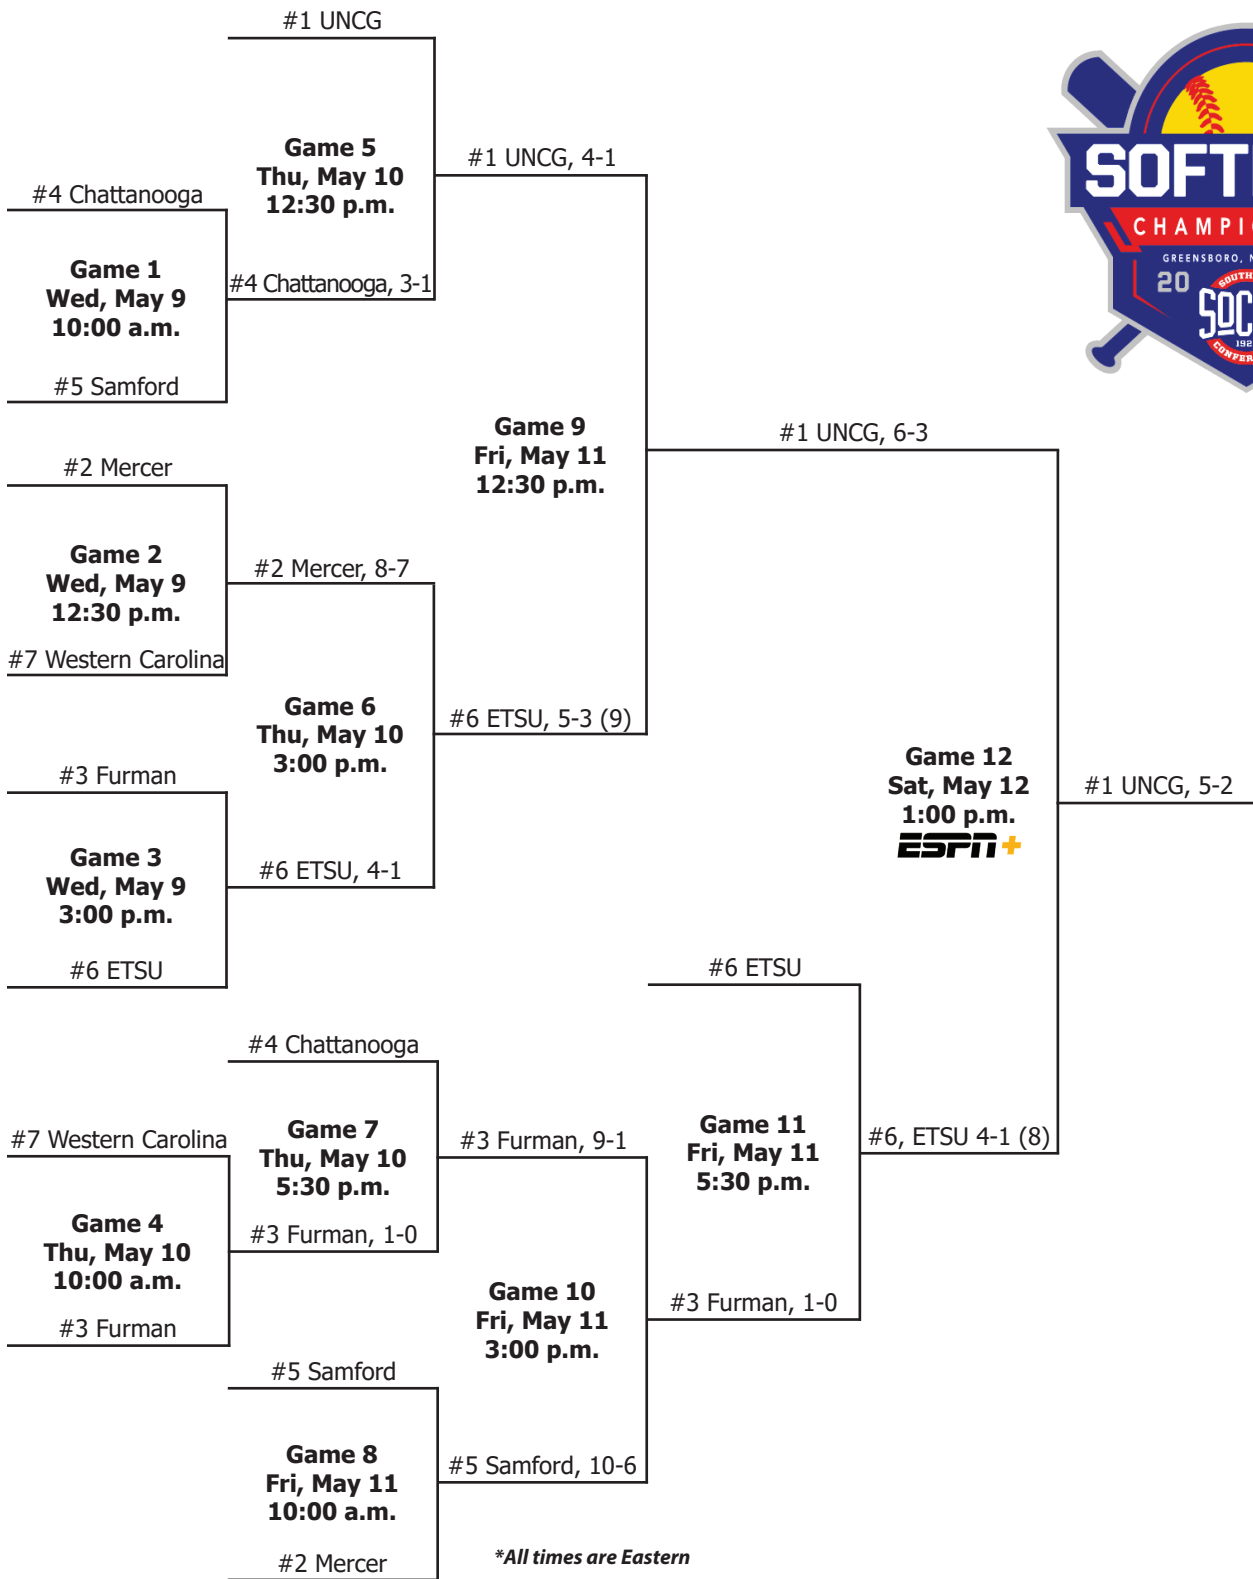 #1 UNCG
Game 5
Thu, May 10
12:30 p.m.
#1 UNCG, 4-1
#4 Chattanooga
Game 1
Wed, May 9
10:00 a.m.
#4 Chattanooga, 3-1
#5 Samford
Game 9
Fri, May 11
12:30 p.m.
#1 UNCG, 6-3
#2 Mercer
Game 2
Wed, May 9
12:30 p.m.
#2 Mercer, 8-7
#7 Western Carolina
Game 6
Thu, May 10
3:00 p.m.
#6 ETSU, 5-3 (9)
#3 Furman
Game 3
Wed, May 9
3:00 p.m.
#6 ETSU, 4-1
#6 ETSU
Game 12
Sat, May 12
1:00 p.m.
ESPN+
#1 UNCG, 5-2
#6 ETSU
#4 Chattanooga
Game 7
Thu, May 10
5:30 p.m.
#3 Furman, 9-1
#7 Western Carolina
Game 4
Thu, May 10
10:00 a.m.
#3 Furman, 1-0
#3 Furman
Game 11
Fri, May 11
5:30 p.m.
#6, ETSU 4-1 (8)
Game 10
Fri, May 11
3:00 p.m.
#3 Furman, 1-0
#5 Samford
Game 8
Fri, May 11
10:00 a.m.
#5 Samford, 10-6
#2 Mercer
*All times are Eastern
SOFT
CHAMPI
GREENSBORO, N
20
SOUTH
SOC
192
CONFER